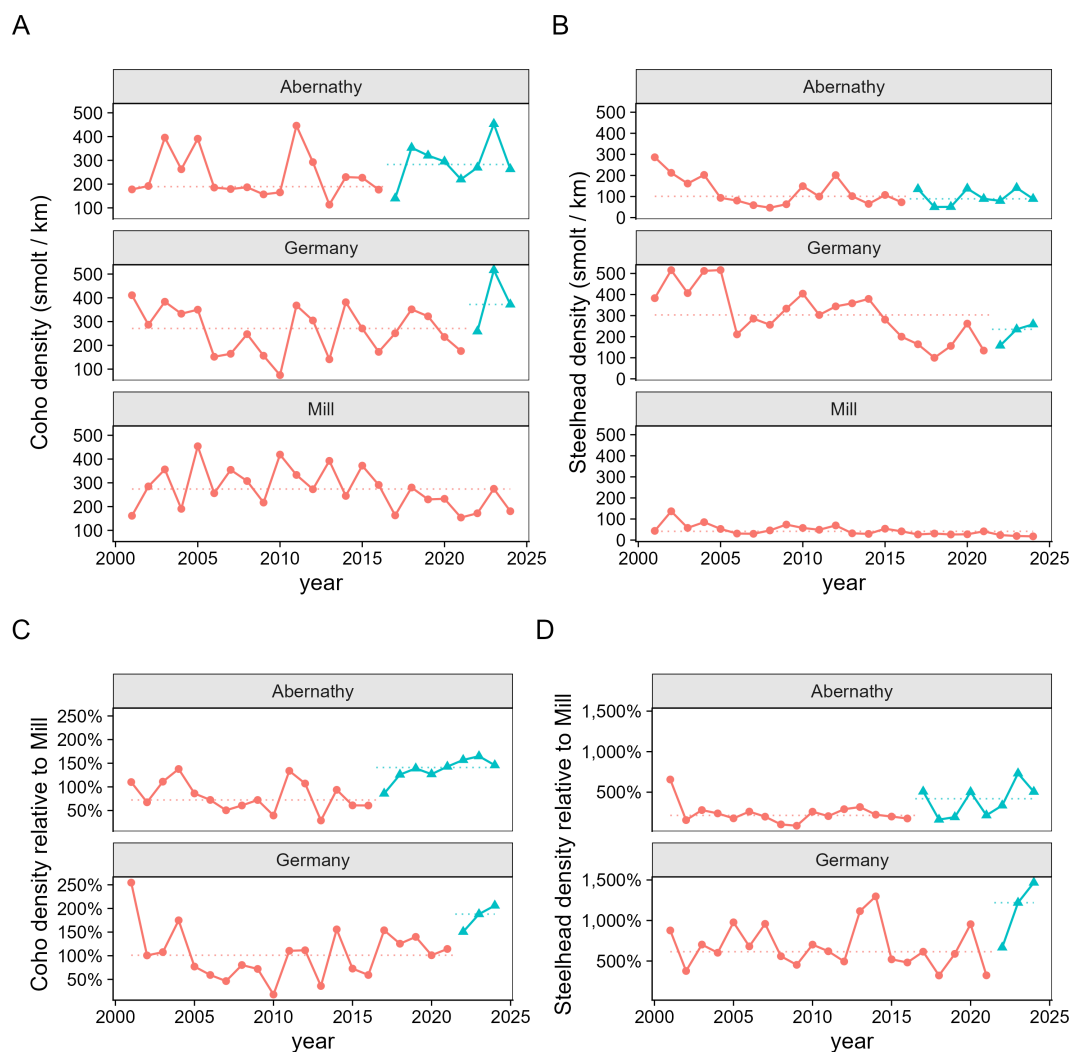 A
Coho density (smolt / km)
Abernathy
500
400
300
200
100
Germany
500
400
300
200
100
Mill
500
400
300
200
100
2000 2005 2010 2015 2020 2025
year
B
Steelhead density (smolt / km)
Abernathy
500
400
300
200
100
0
Germany
500
400
300
200
100
0
Mill
500
400
300
200
100
0
2000 2005 2010 2015 2020 2025
year
C
Coho density relative to Mill
Abernathy
250%
200%
150%
100%
50%
Germany
250%
200%
150%
100%
50%
2000 2005 2010 2015 2020 2025
year
D
Steelhead density relative to Mill
Abernathy
1,500%
1,000%
500%
Germany
1,500%
1,000%
500%
2000 2005 2010 2015 2020 2025
year